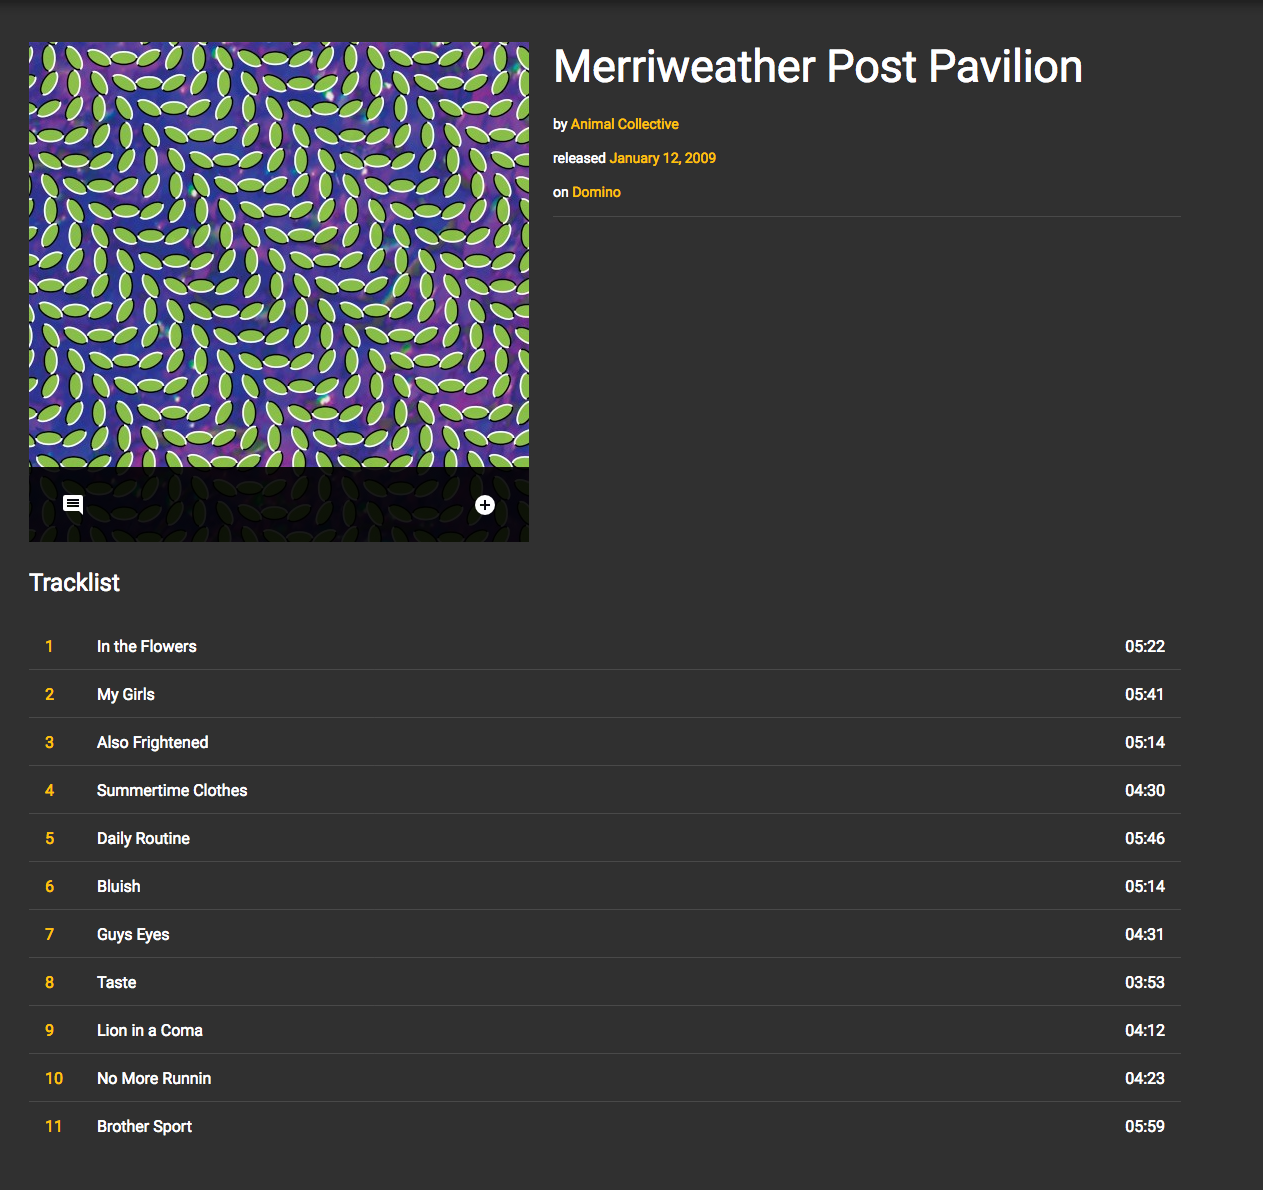 Merriweather Post Pavilion
by Animal Collective
released January 12, 2009
on Domino
Tracklist
1 In the Flowers 05:22
2 My Girls 05:41
3 Also Frightened 05:14
4 Summertime Clothes 04:30
5 Daily Routine 05:46
6 Bluish 05:14
7 Guys Eyes 04:31
8 Taste 03:53
9 Lion in a Coma 04:12
10 No More Runnin 04:23
11 Brother Sport 05:59